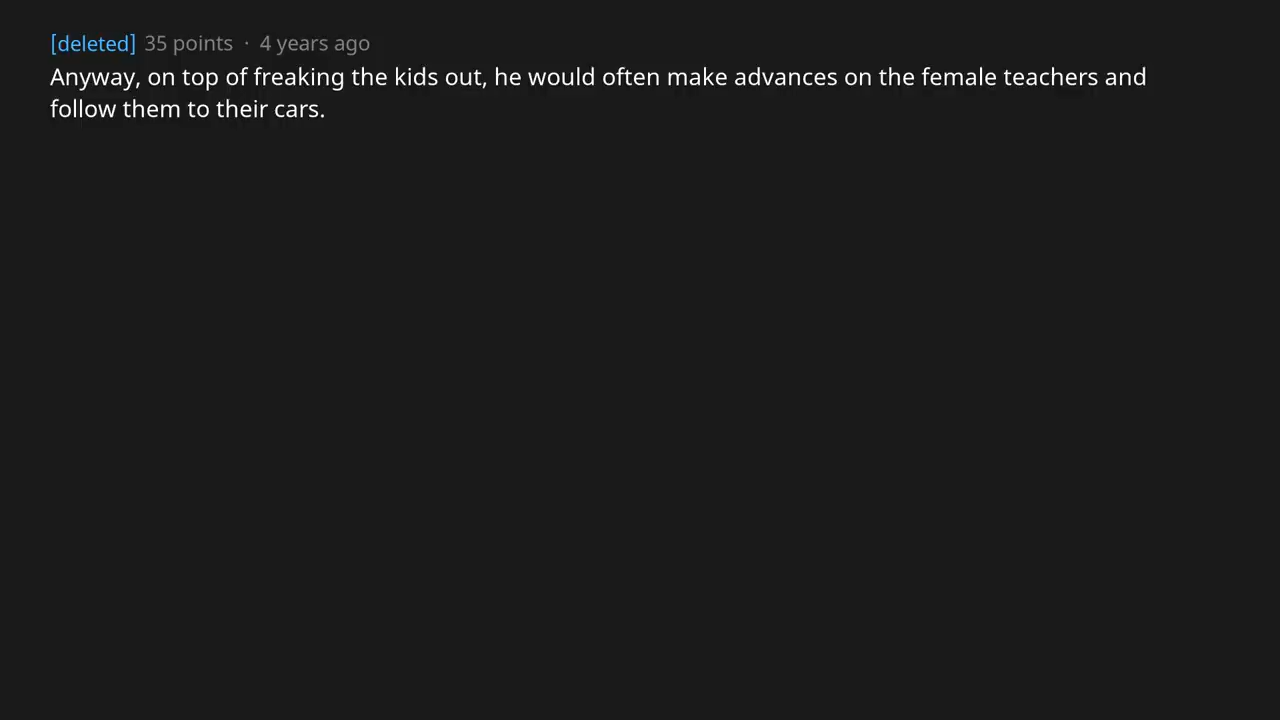 [deleted] 35 points · 4 years ago
Anyway, on top of freaking the kids out, he would often make advances on the female teachers and
follow them to their cars.